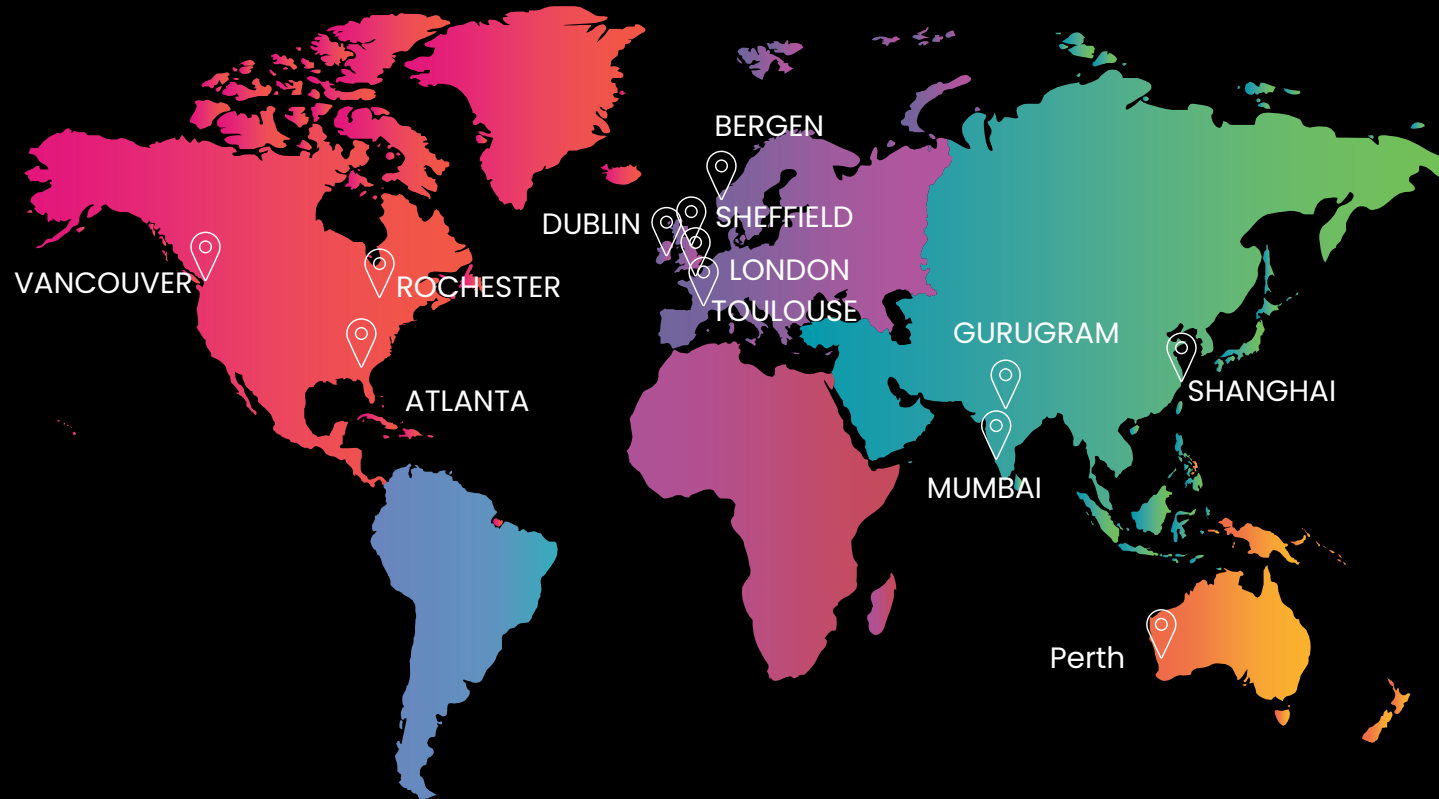 BERGEN
DUBLIN
SHEFFIELD
VANCOUVER
ROCHESTER
LONDON
TOULOUSE
GURUGRAM
ATLANTA
SHANGHAI
MUMBAI
Perth